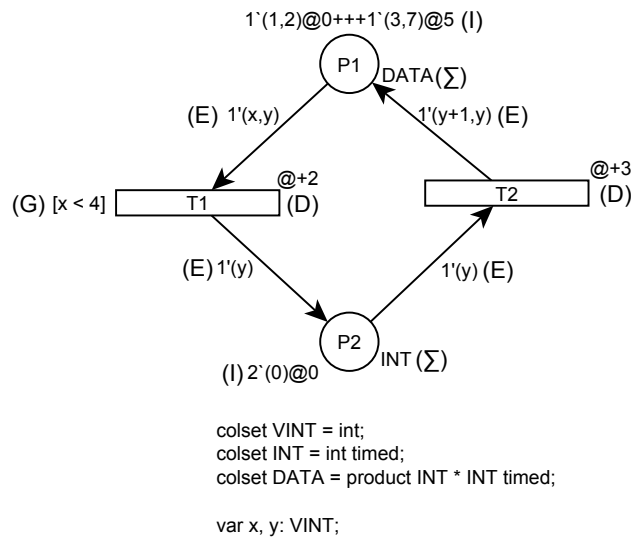 1`(1,2)@0+++1`(3,7)@5 (I)
P1
DATA (∑)
(E) 1'(x,y)
1'(y+1,y) (E)
@+2
@+3
(G) [x < 4]
T1
(D)
T2
(D)
(E) 1'(y)
1'(y) (E)
P2
INT (∑)
(I) 2`(0)@0
colset VINT = int;
colset INT = int timed;
colset DATA = product INT * INT timed;
var x, y: VINT;